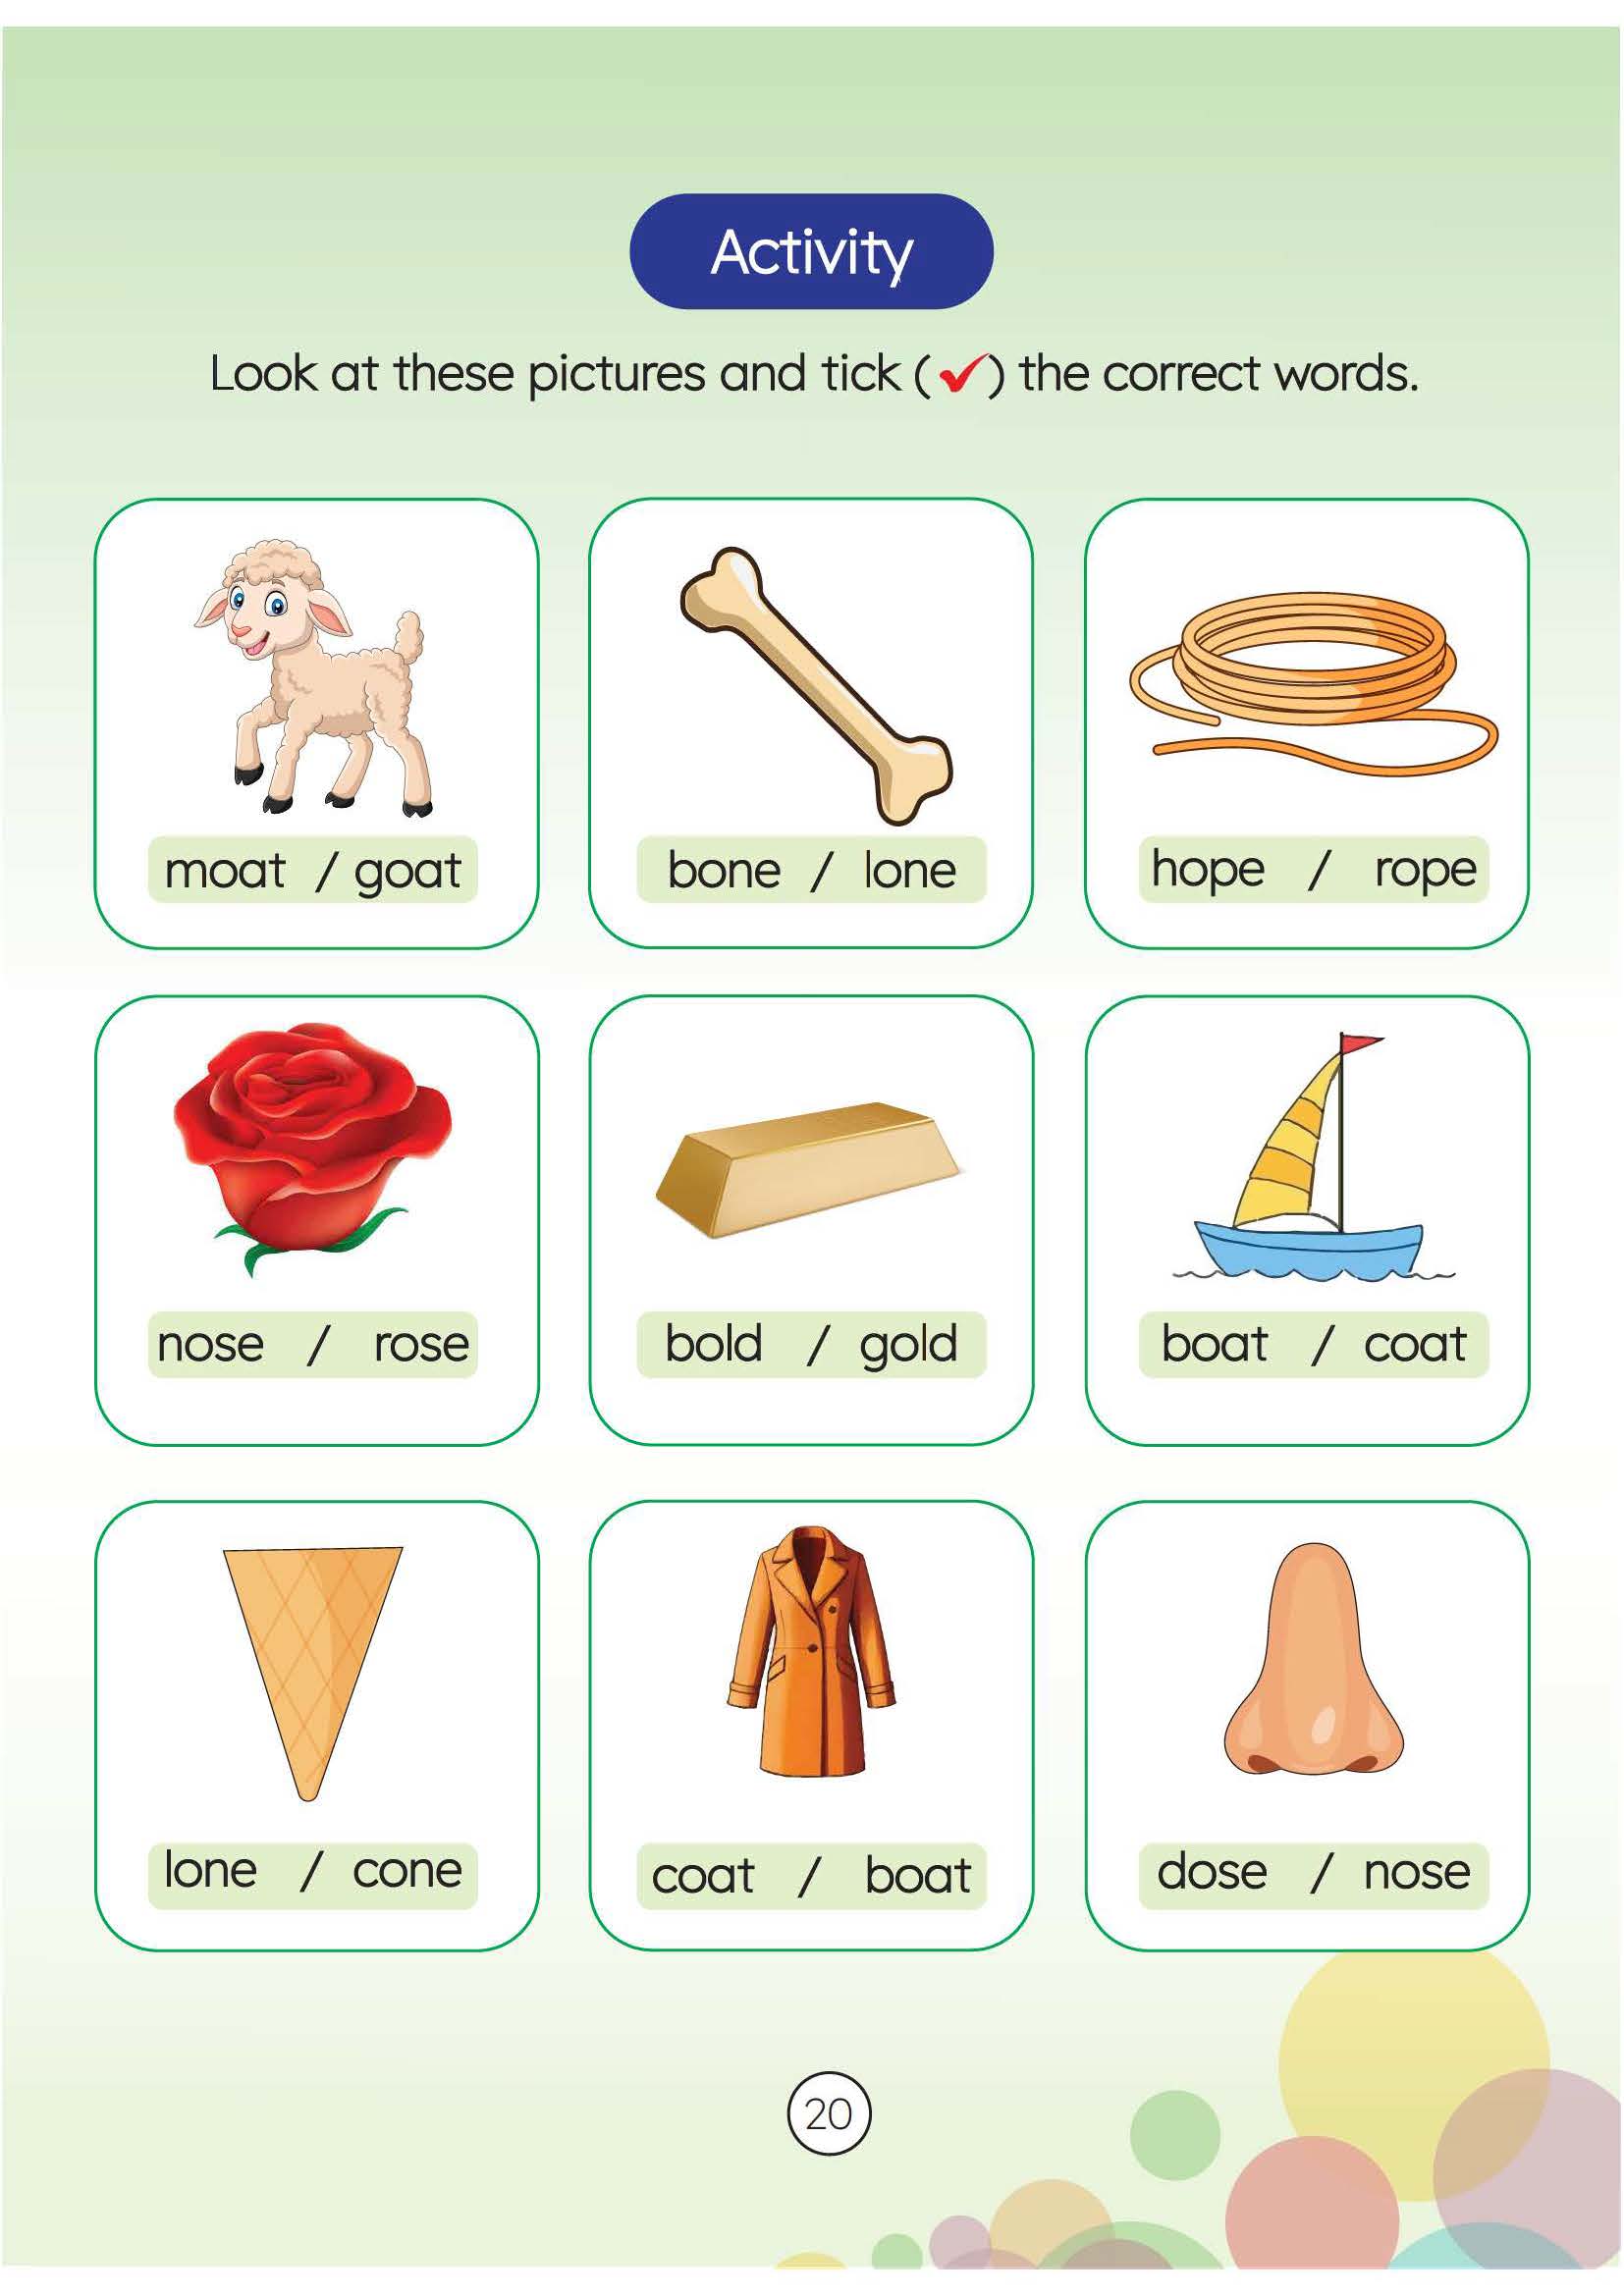 Activity
Look at these pictures and tick (✓) the correct words.
moat / goat
bone / lone
hope / rope
nose / rose
bold / gold
boat / coat
lone / cone
coat / boat
dose / nose
20